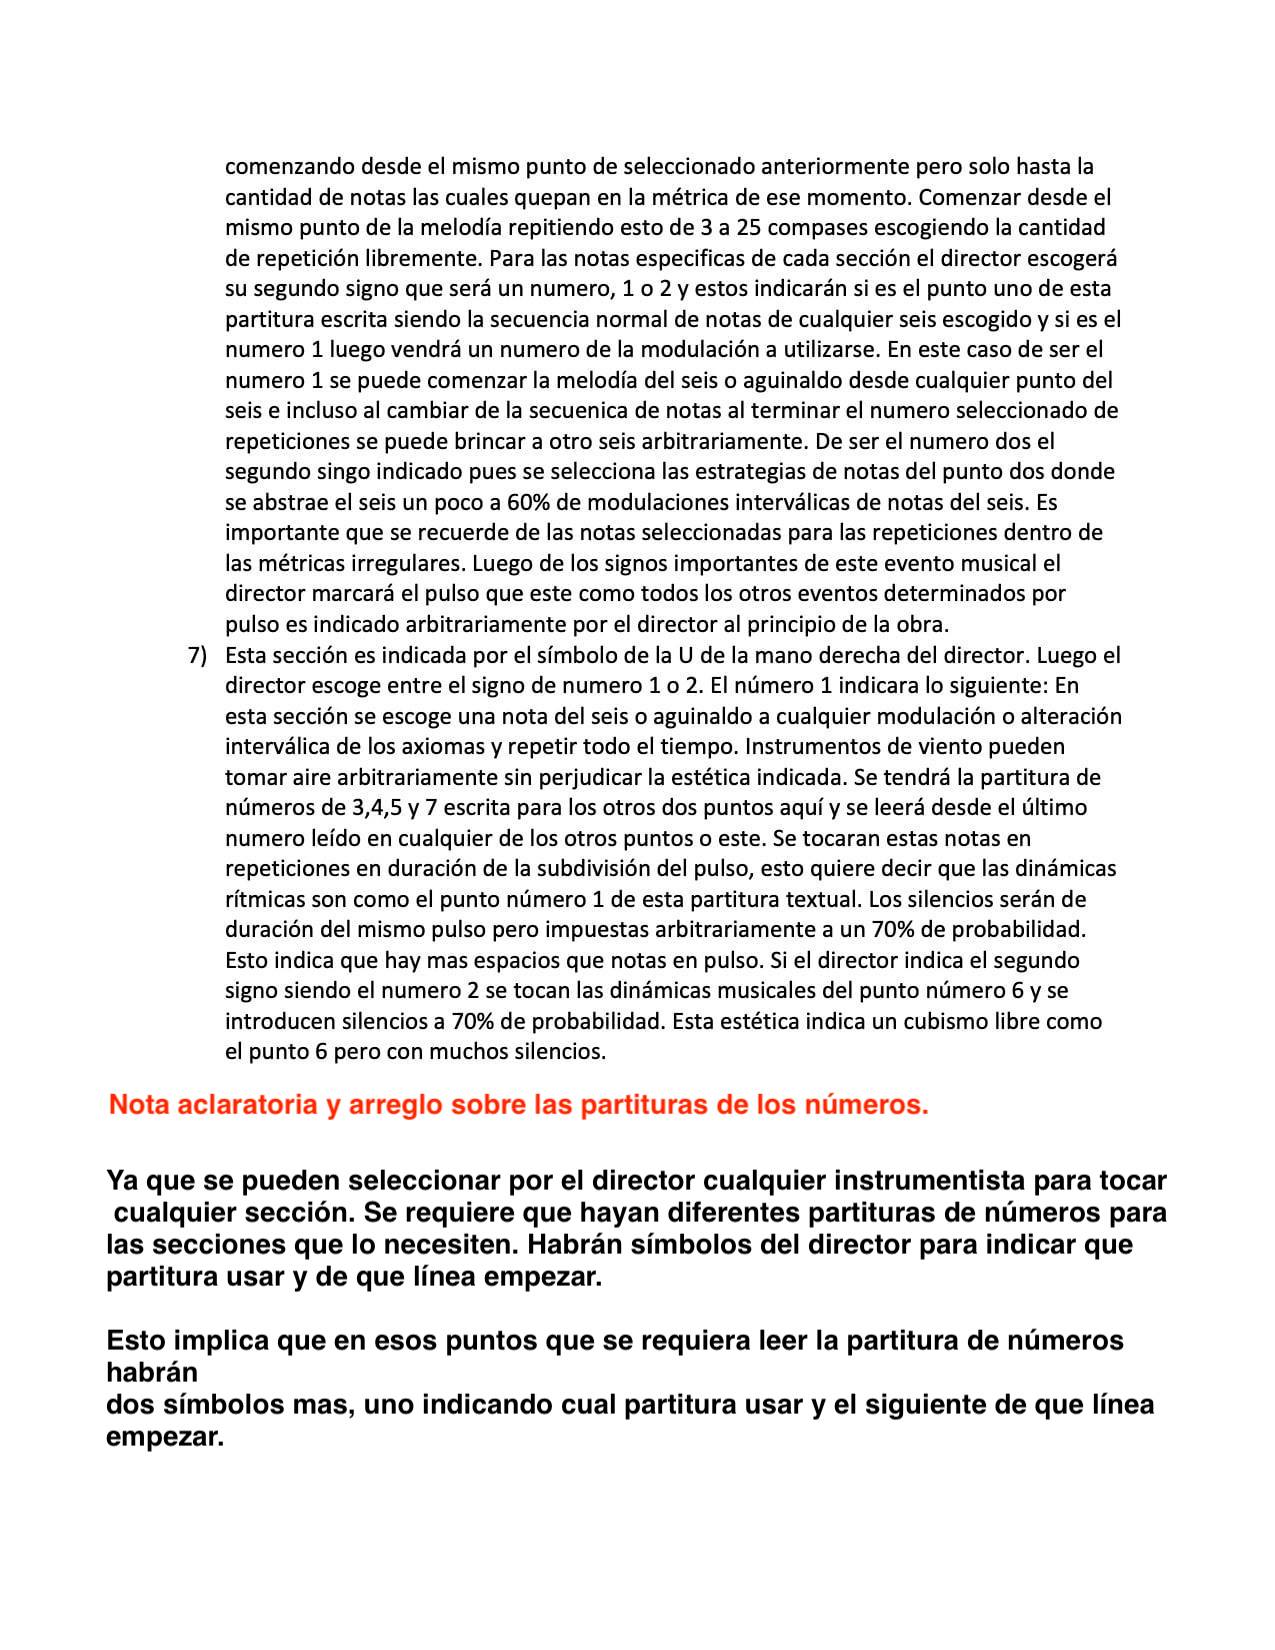 comenzando desde el mismo punto de seleccionado anteriormente pero solo hasta la
cantidad de notas las cuales quepan en la métrica de ese momento. Comenzar desde el
mismo punto de la melodía repitiendo esto de 3 a 25 compases escogiendo la cantidad
de repetición libremente. Para las notas especificas de cada sección el director escogerá
su segundo signo que será un numero, 1 o 2 y estos indicarán si es el punto uno de esta
partitura escrita siendo la secuencia normal de notas de cualquier seis escogido y si es el
numero 1 luego vendrá un numero de la modulación a utilizarse. En este caso de ser el
numero 1 se puede comenzar la melodía del seis o aguinaldo desde cualquier punto del
seis e incluso al cambiar de la secuenica de notas al terminar el numero seleccionado de
repeticiones se puede brincar a otro seis arbitrariamente. De ser el numero dos el
segundo singo indicado pues se selecciona las estrategias de notas del punto dos donde
se abstrae el seis un poco a 60% de modulaciones interválicas de notas del seis. Es
importante que se recuerde de las notas seleccionadas para las repeticiones dentro de
las métricas irregulares. Luego de los signos importantes de este evento musical el
director marcará el pulso que este como todos los otros eventos determinados por
pulso es indicado arbitrariamente por el director al principio de la obra.
7) Esta sección es indicada por el símbolo de la U de la mano derecha del director. Luego el
director escoge entre el signo de numero 1 o 2. El número 1 indicara lo siguiente: En
esta sección se escoge una nota del seis o aguinaldo a cualquier modulación o alteración
interválica de los axiomas y repetir todo el tiempo. Instrumentos de viento pueden
tomar aire arbitrariamente sin perjudicar la estética indicada. Se tendrá la partitura de
números de 3,4,5 y 7 escrita para los otros dos puntos aquí y se leerá desde el último
numero leído en cualquier de los otros puntos o este. Se tocaran estas notas en
repeticiones en duración de la subdivisión del pulso, esto quiere decir que las dinámicas
rítmicas son como el punto número 1 de esta partitura textual. Los silencios serán de
duración del mismo pulso pero impuestas arbitrariamente a un 70% de probabilidad.
Esto indica que hay mas espacios que notas en pulso. Si el director indica el segundo
signo siendo el numero 2 se tocan las dinámicas musicales del punto número 6 y se
introducen silencios a 70% de probabilidad. Esta estética indica un cubismo libre como
el punto 6 pero con muchos silencios.
Nota aclaratoria y arreglo sobre las partituras de los números.
Ya que se pueden seleccionar por el director cualquier instrumentista para tocar
cualquier sección. Se requiere que hayan diferentes partituras de números para
las secciones que lo necesiten. Habrán símbolos del director para indicar que
partitura usar y de que línea empezar.
Esto implica que en esos puntos que se requiera leer la partitura de números
habrán
dos símbolos mas, uno indicando cual partitura usar y el siguiente de que línea
empezar.